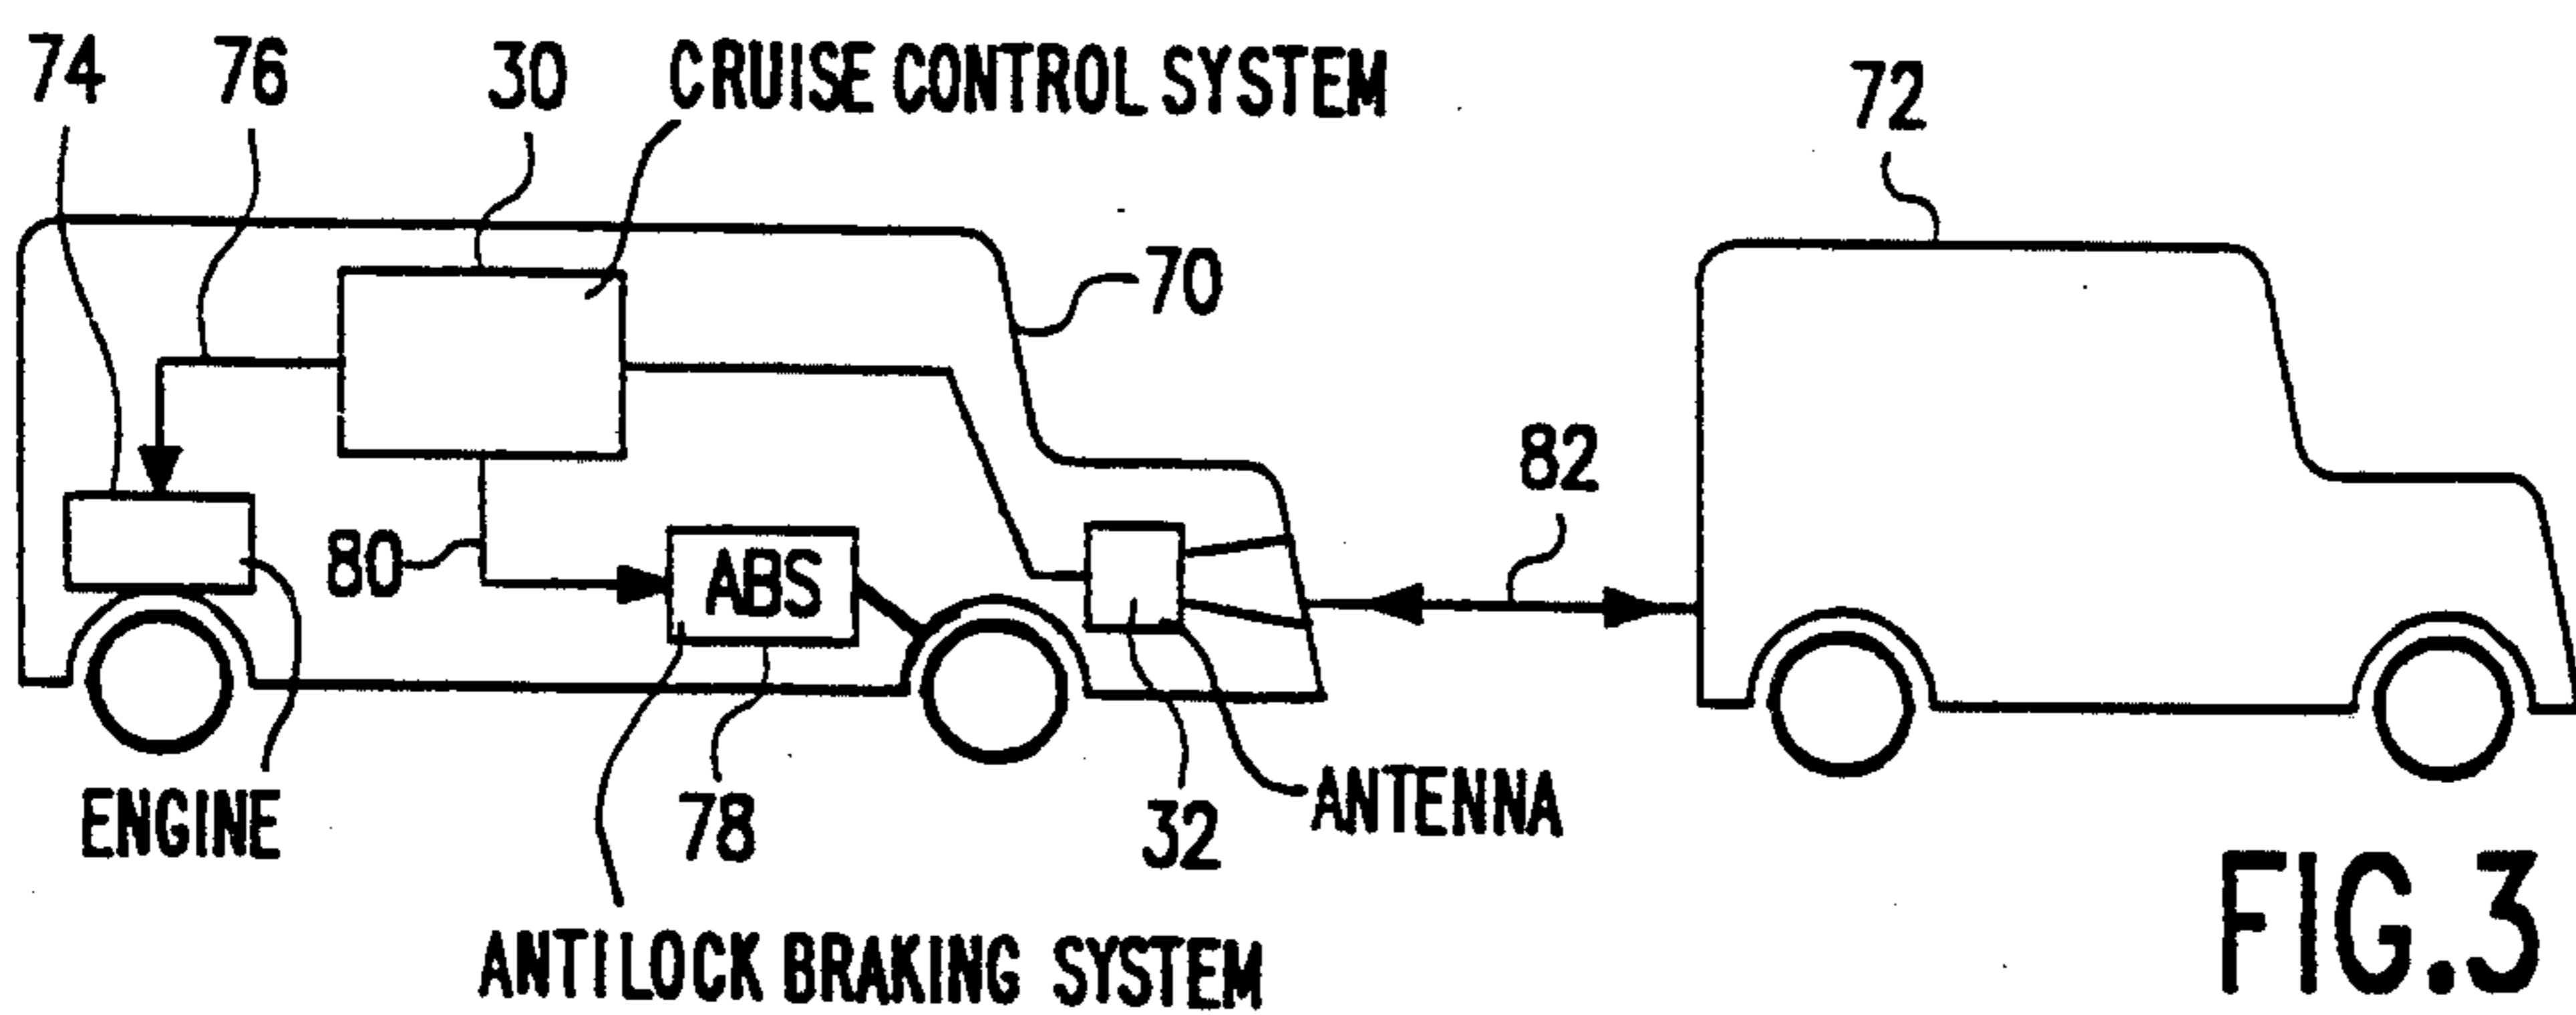 74
76
30
CRUISE CONTROL SYSTEM
72
70
82
80
ABS
ENGINE
78
32
ANTENNA
ANTILOCK BRAKING SYSTEM
FIG.3